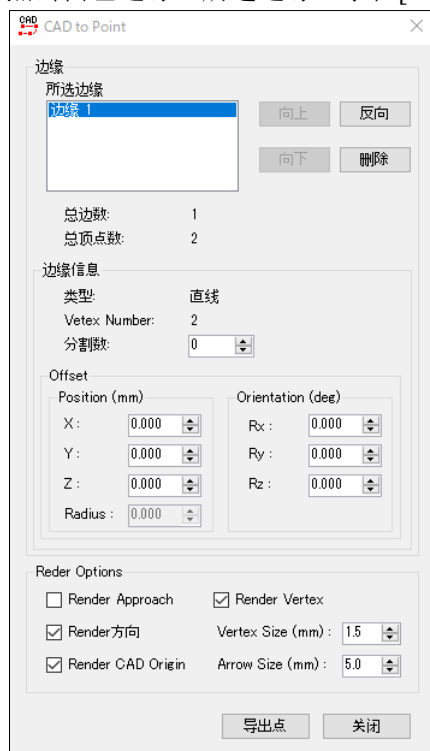 CAD to Point
边缘
所选边缘
边缘 1
向上
反向
向下
删除
总边数: 1
总顶点数: 2
边缘信息
类型: 直线
Vetex Number: 2
分割数: 0
Offset
Position (mm)
Orientation (deg)
X : 0.000
Rx : 0.000
Y : 0.000
Ry : 0.000
Z : 0.000
Rz : 0.000
Radius : 0.000
Reder Options
Render Approach
Render Vertex
Render方向
Vertex Size (mm) : 1.5
Render CAD Origin
Arrow Size (mm) : 5.0
导出点
关闭